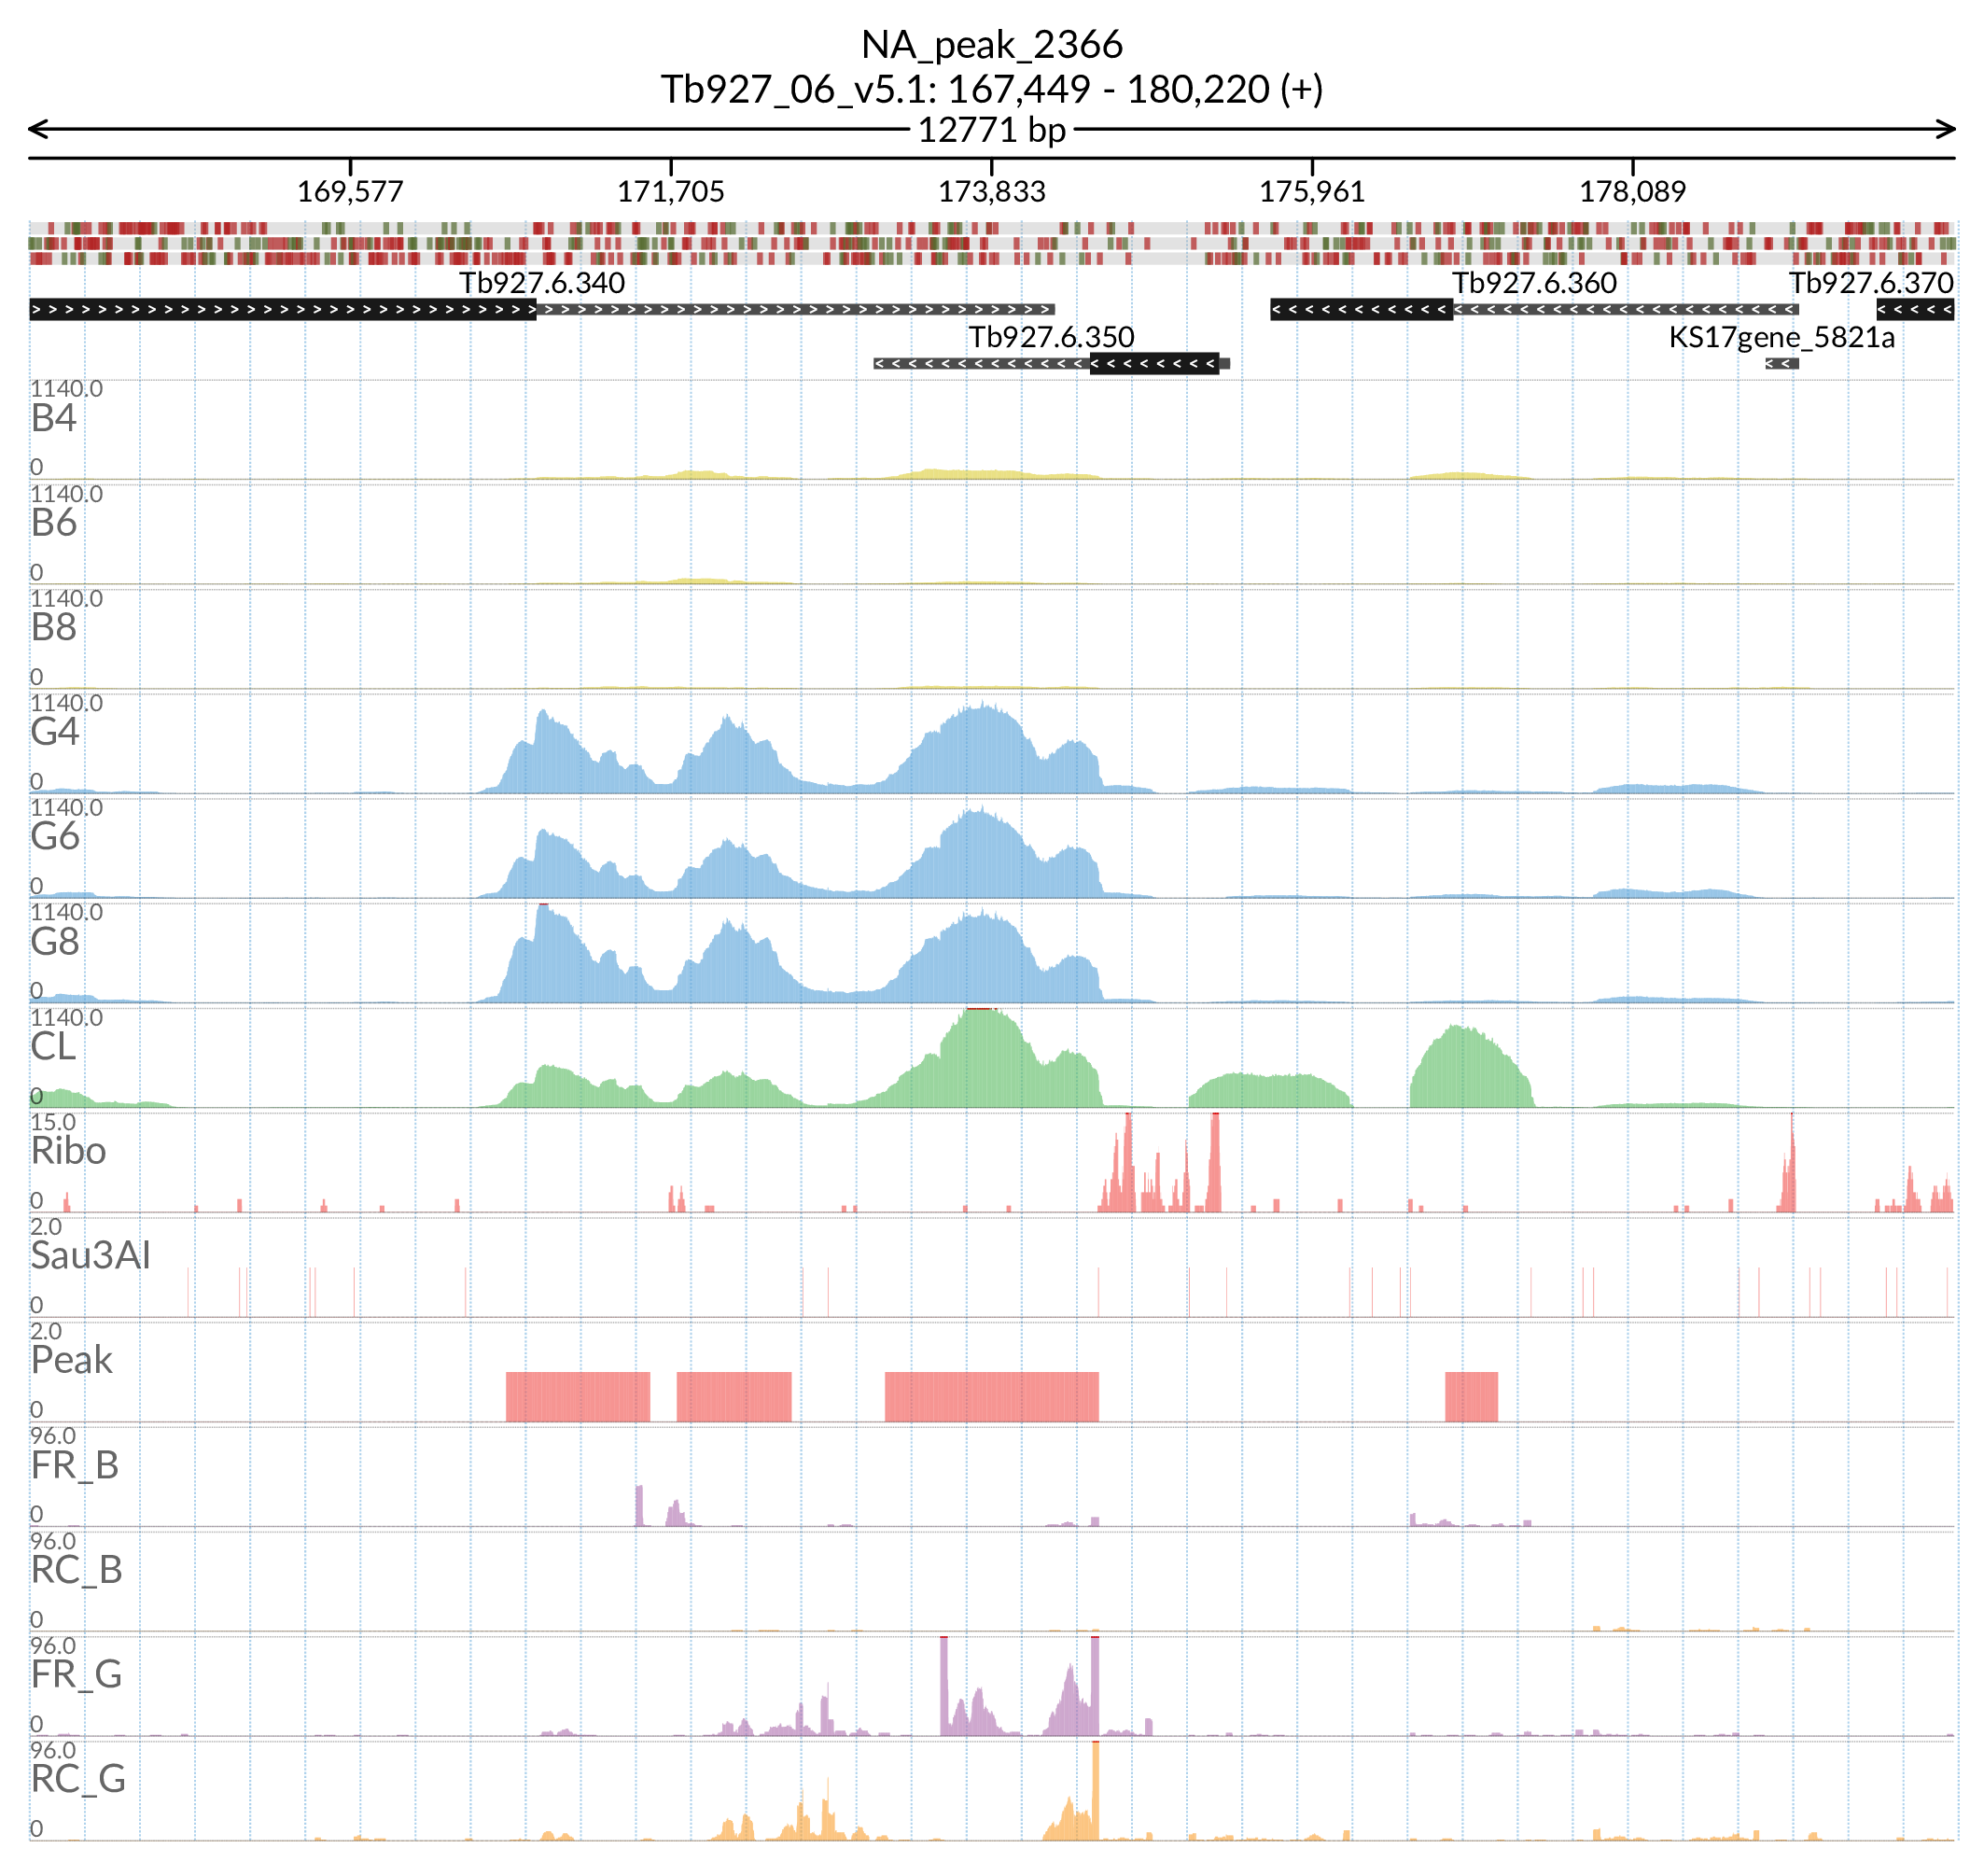 NA_peak_2366
Tb927_06_v5.1: 167,449 - 180,220 (+)
12771 bp
169,577 171,705 173,833 175,961 178,089
Tb927.6.340 Tb927.6.360 Tb927.6.370
Tb927.6.350 KS17gene_5821a
1140.0
B4
0
1140.0
B6
0
1140.0
B8
0
1140.0
G4
0
1140.0
G6
0
1140.0
G8
0
1140.0
CL
0
15.0
Ribo
0
2.0
Sau3AI
0
2.0
Peak
0
96.0
FR_B
0
96.0
RC_B
0
96.0
FR_G
0
96.0
RC_G
0